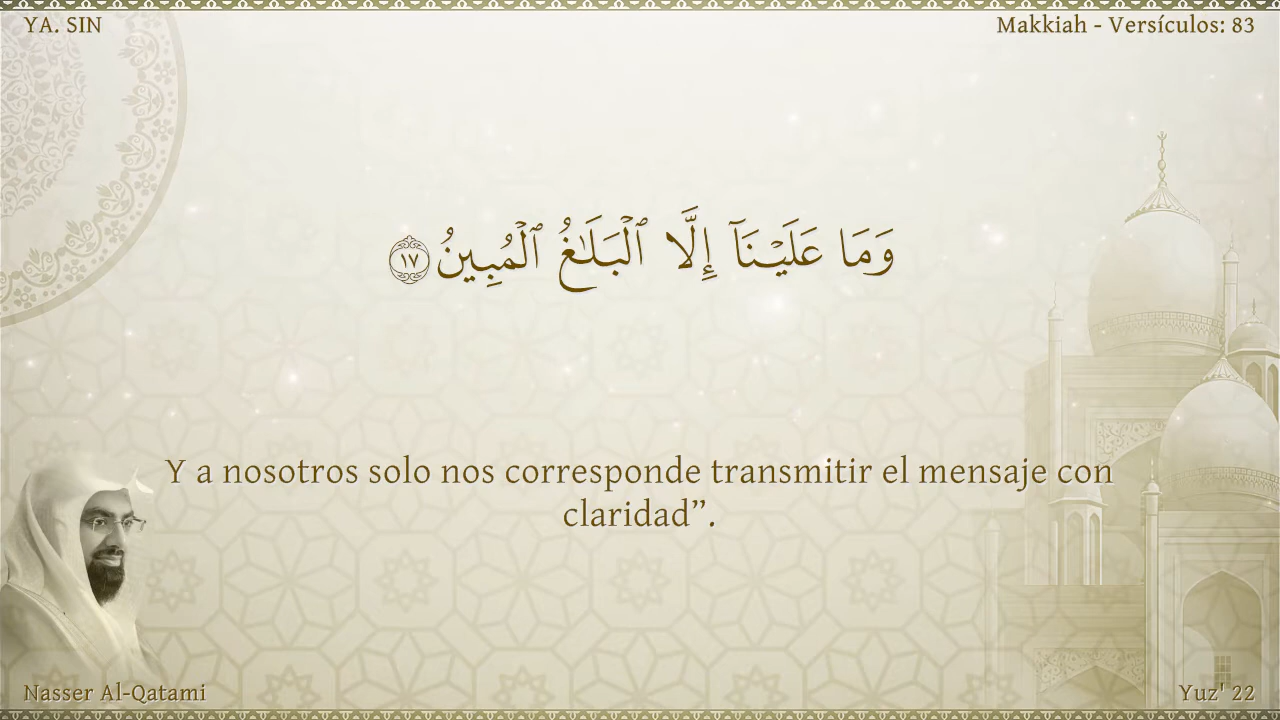 YA. SIN
Makkiah - Versículos: 83
وَمَا عَلَيْنَآ إِلَّا ٱلْبَلَـٰغُ ٱلْمُبِينُ ١٧
Y a nosotros solo nos corresponde transmitir el mensaje con
claridad”.
Nasser Al-Qatami
Yuz' 22